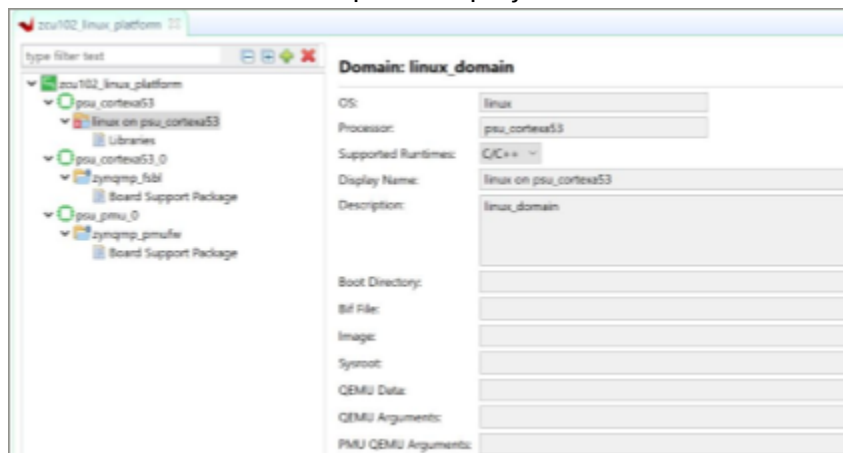 zcu102_linux_platform
type filter text
zcu102_linux_platform
psu_cortexa53
linux on psu_cortexa53
Libraries
psu_cortexa53_0
zynqmp_fsbl
Board Support Package
psu_pmu_0
zynqmp_pmufw
Board Support Package
Domain: linux_domain
OS: linux
Processor: psu_cortexa53
Supported Runtimes: C/C++
Display Name: linux on psu_cortexa53
Description: linux_domain
Boot Directory:
Bif File:
Image:
Sysroot:
QEMU Data:
QEMU Arguments:
PMU QEMU Arguments: